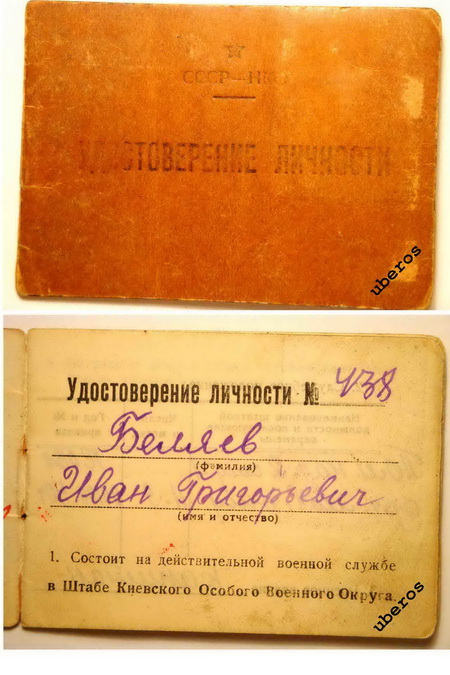 СССР—НКО
УДОСТОВЕРЕНИЕ ЛИЧНОСТИ
uberos
Удостоверение личности № 438
Беляев
(фамилия)
Иван Григорьевич
(имя и отчество)
1. Состоит на действительной военной службе
в Штабе Киевского Особого Военного Округа.
uberos